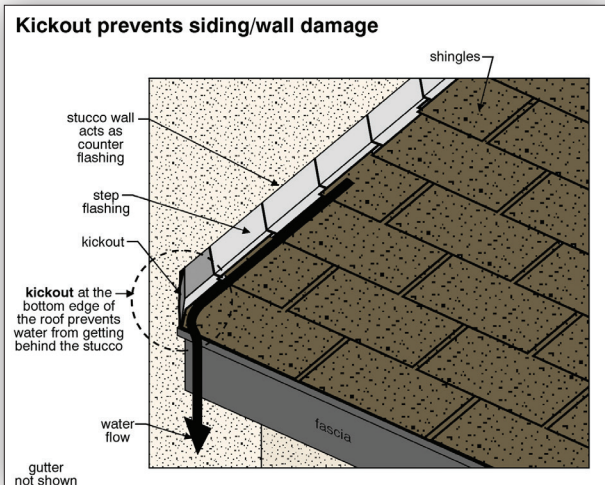 Kickout prevents siding/wall damage
shingles
stucco wall
acts as
counter
flashing
step
flashing
kickout
kickout at the
bottom edge of
the roof prevents
water from getting
behind the stucco
water
flow
fascia
gutter
not shown